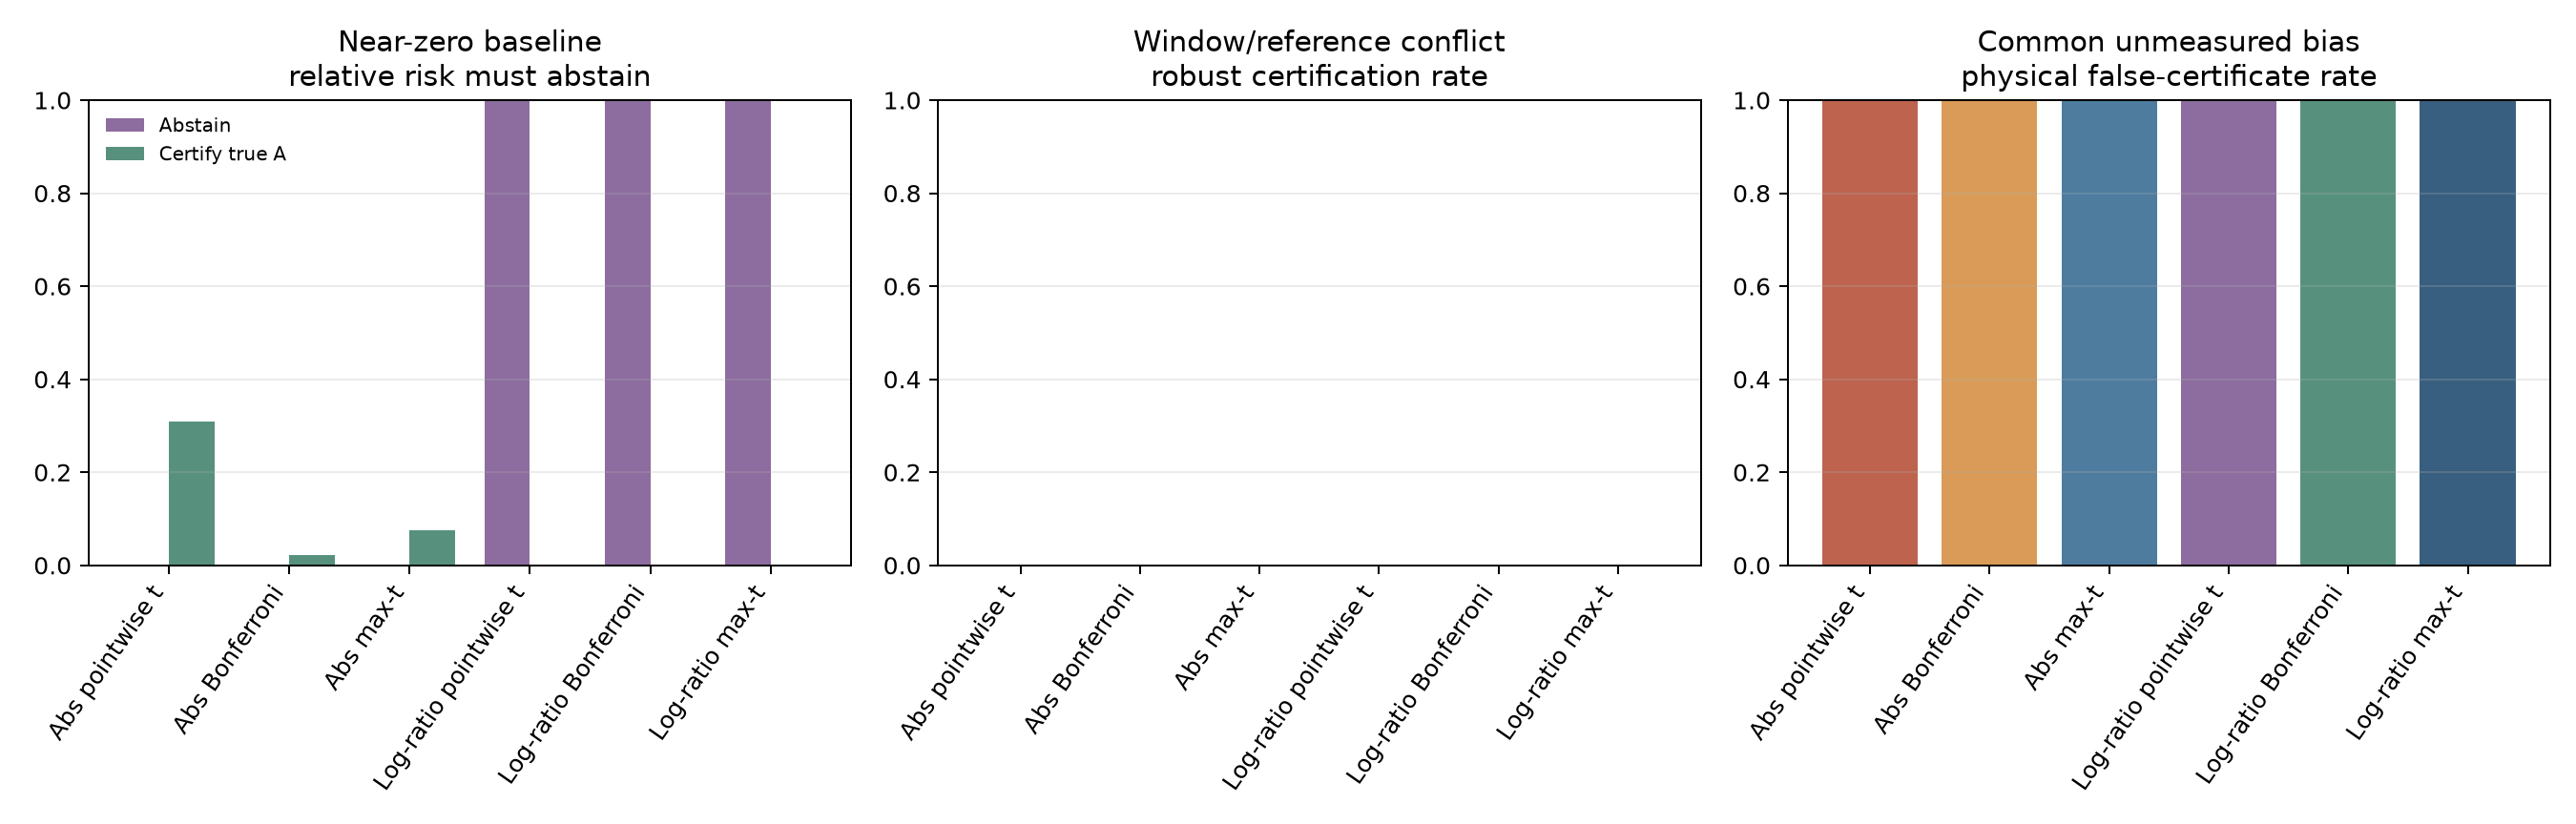 Near-zero baseline
relative risk must abstain
1.0
0.8
0.6
0.4
0.2
0.0
Abstain
Certify true A
Abs pointwise t
Abs Bonferroni
Abs max-t
Log-ratio pointwise t
Log-ratio Bonferroni
Log-ratio max-t
Window/reference conflict
robust certification rate
1.0
0.8
0.6
0.4
0.2
0.0
Abs pointwise t
Abs Bonferroni
Abs max-t
Log-ratio pointwise t
Log-ratio Bonferroni
Log-ratio max-t
Common unmeasured bias
physical false-certificate rate
1.0
0.8
0.6
0.4
0.2
0.0
Abs pointwise t
Abs Bonferroni
Abs max-t
Log-ratio pointwise t
Log-ratio Bonferroni
Log-ratio max-t